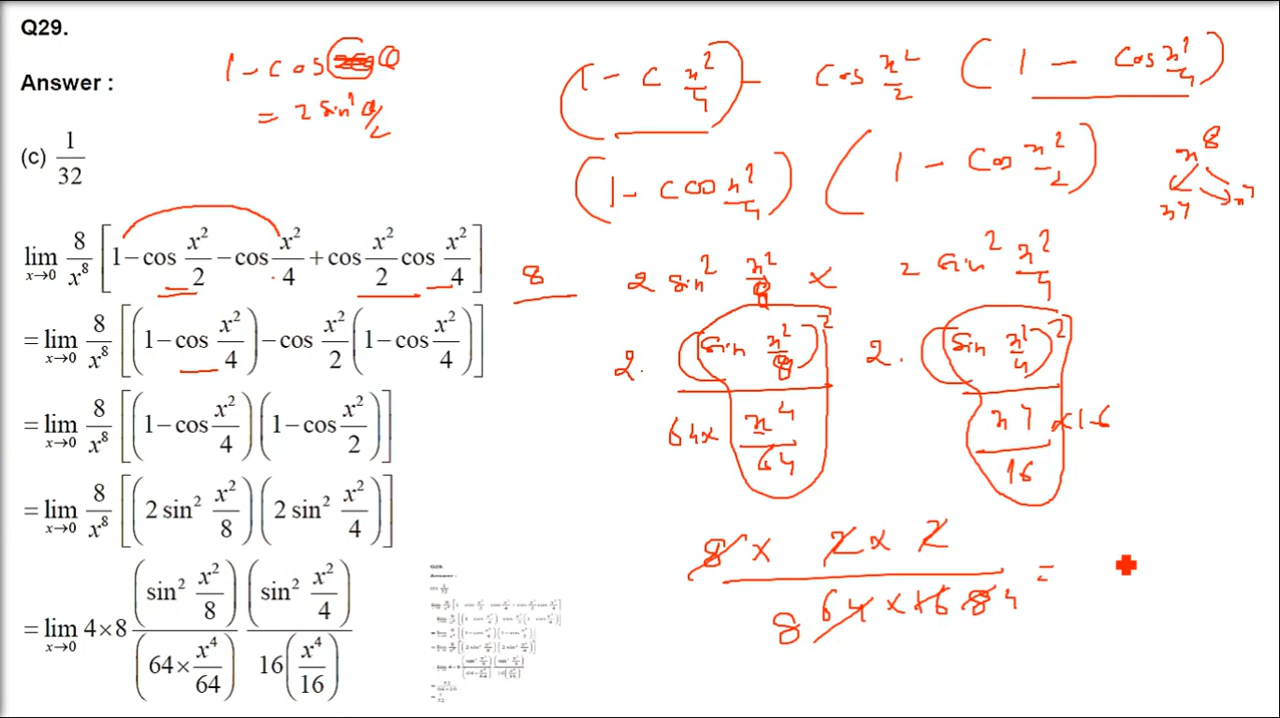 Q29.
Answer :
(c) 1/32
lim x→0 8/x⁸ [1 − cos x²/2 − cos x²/4 + cos x²/2 cos x²/4]
= lim x→0 8/x⁸ [(1 − cos x²/4) − cos x²/2 (1 − cos x²/4)]
= lim x→0 8/x⁸ [(1 − cos x²/4)(1 − cos x²/2)]
= lim x→0 8/x⁸ [(2 sin² x²/8)(2 sin² x²/4)]
= lim x→0 4×8 (sin² x²/8)/(64× x⁴/64) (sin² x²/4)/(16(x⁴/16))
1 − cos θ
= 2 sin² θ/2
(1 − c x²/4) − cos x²/2 (1 − cos x²/4)
(1 − cos x²/4) (1 − cos x²/2)
x⁸
x⁴ x⁴
8 2 sin² x²/8 × 2 sin² x²/4
2. (sin x²/8)² 2. (sin x²/4)²
64× x⁴/64 x⁴/16 ×16
8 × 2 × 2
8 64 × 16 8 4 =